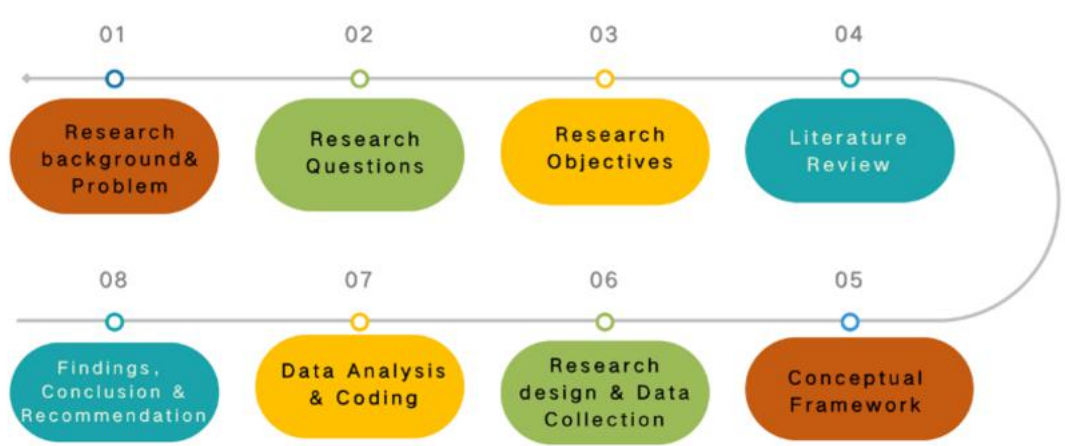 01
02
03
04
Research
background&
Problem
Research
Questions
Research
Objectives
Literature
Review
08
07
06
05
Findings,
Conclusion &
Recommendation
Data Analysis
& Coding
Research
design & Data
Collection
Conceptual
Framework